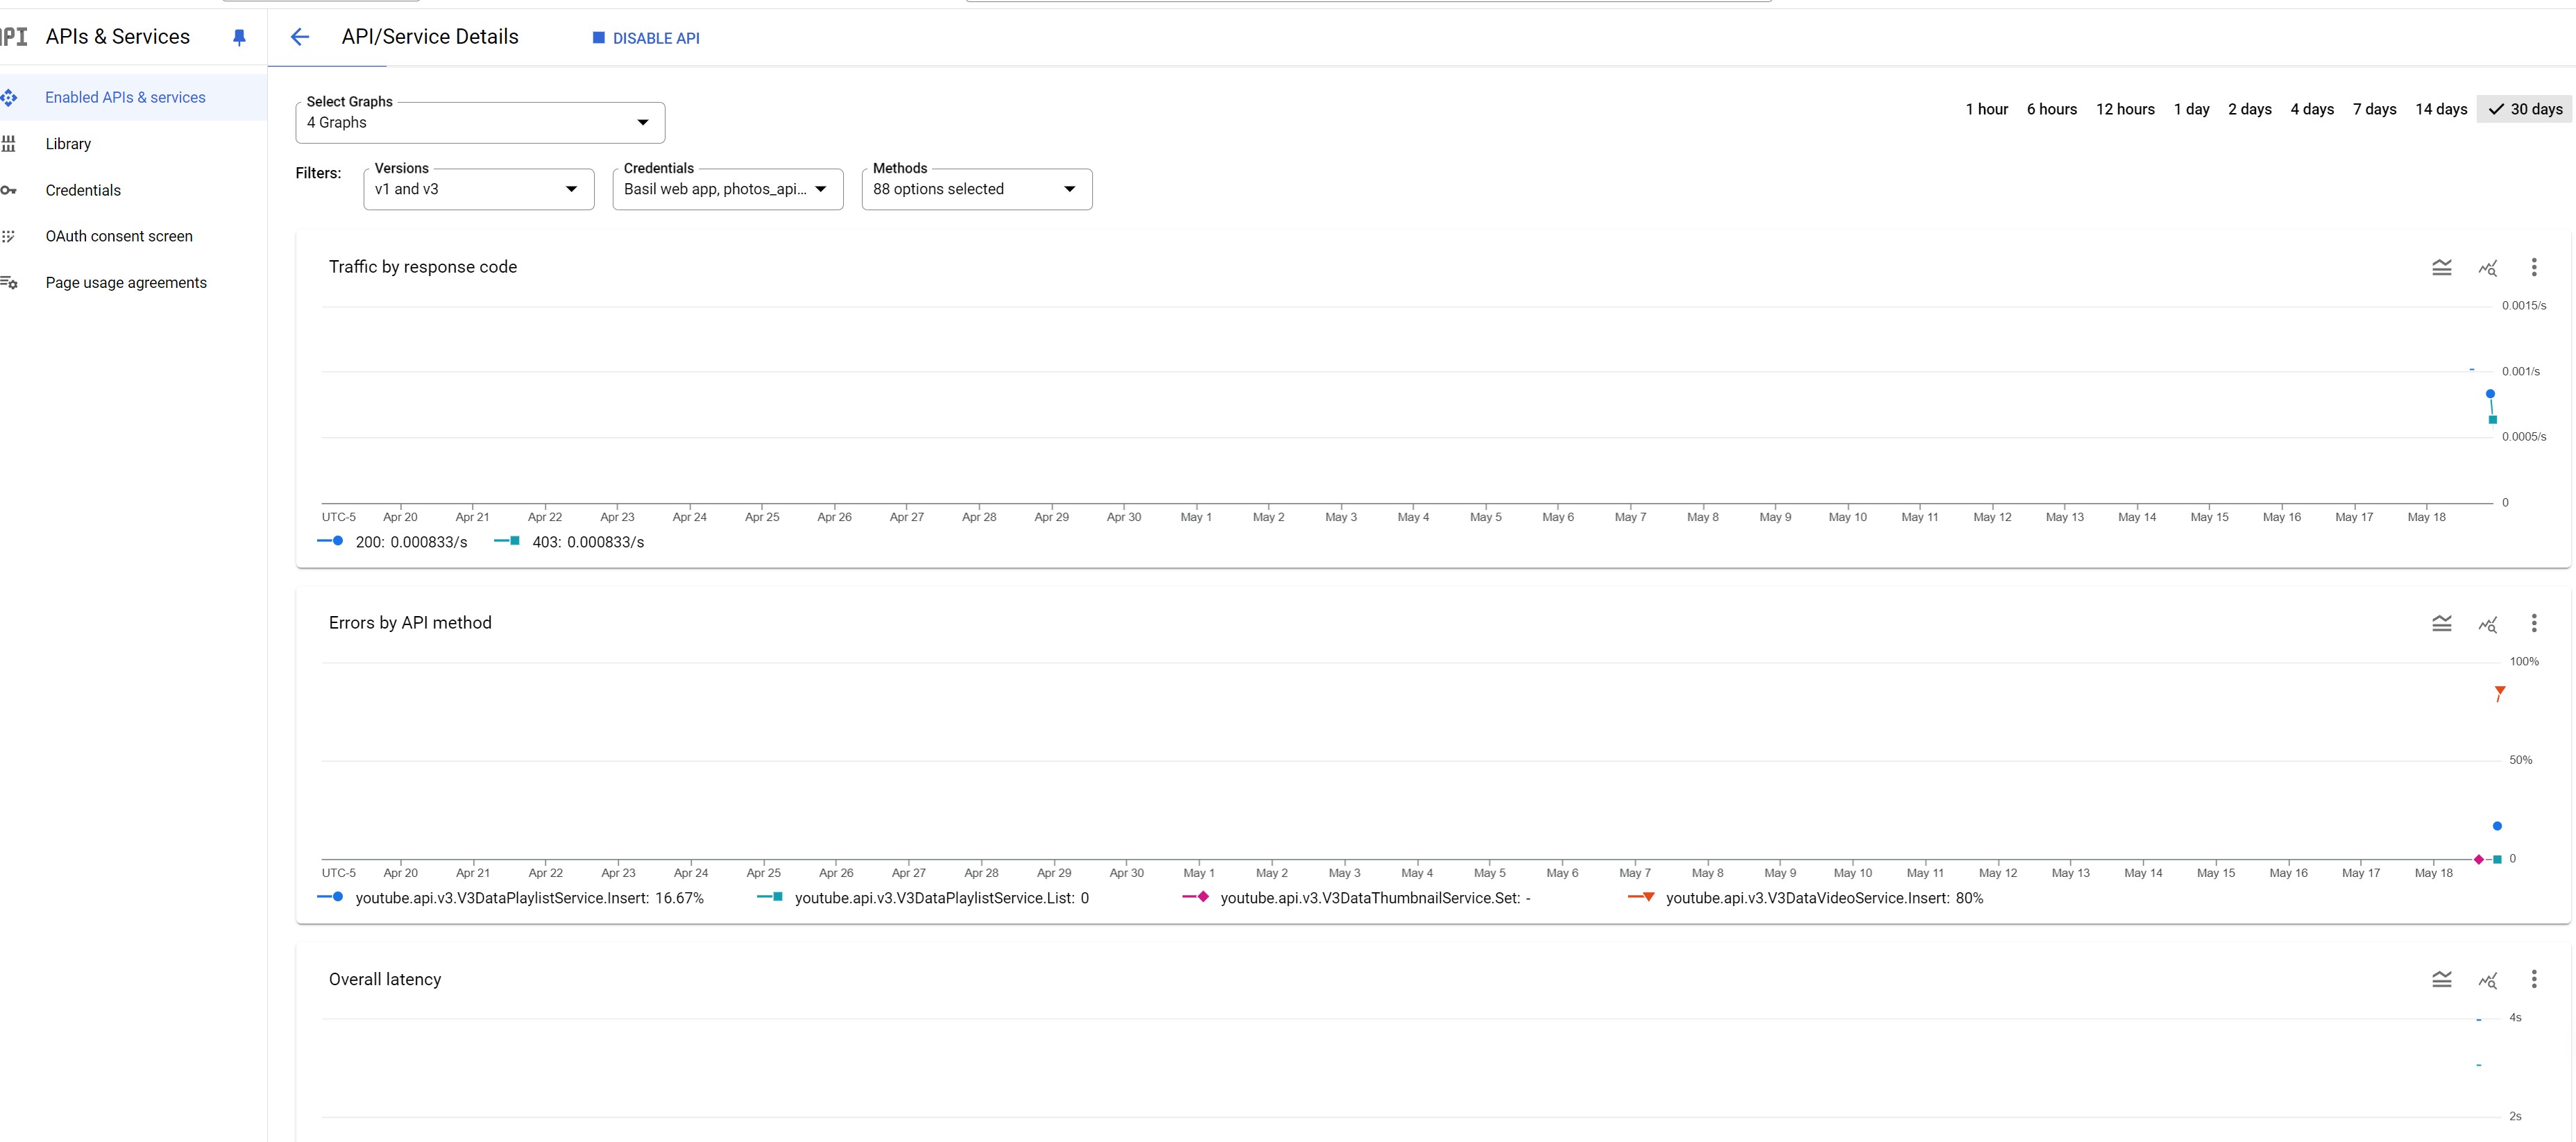 API APIs & Services
API/Service Details
DISABLE API
Enabled APIs & services
Library
Credentials
OAuth consent screen
Page usage agreements
Select Graphs
4 Graphs
1 hour 6 hours 12 hours 1 day 2 days 4 days 7 days 14 days 30 days
Filters:
Versions
v1 and v3
Credentials
Basil web app, photos_api...
Methods
88 options selected
Traffic by response code
0.0015/s
0.001/s
0.0005/s
0
UTC-5 Apr 20 Apr 21 Apr 22 Apr 23 Apr 24 Apr 25 Apr 26 Apr 27 Apr 28 Apr 29 Apr 30 May 1 May 2 May 3 May 4 May 5 May 6 May 7 May 8 May 9 May 10 May 11 May 12 May 13 May 14 May 15 May 16 May 17 May 18
200: 0.000833/s 403: 0.000833/s
Errors by API method
100%
50%
0
UTC-5 Apr 20 Apr 21 Apr 22 Apr 23 Apr 24 Apr 25 Apr 26 Apr 27 Apr 28 Apr 29 Apr 30 May 1 May 2 May 3 May 4 May 5 May 6 May 7 May 8 May 9 May 10 May 11 May 12 May 13 May 14 May 15 May 16 May 17 May 18
youtube.api.v3.V3DataPlaylistService.Insert: 16.67% youtube.api.v3.V3DataPlaylistService.List: 0 youtube.api.v3.V3DataThumbnailService.Set: - youtube.api.v3.V3DataVideoService.Insert: 80%
Overall latency
4s
2s